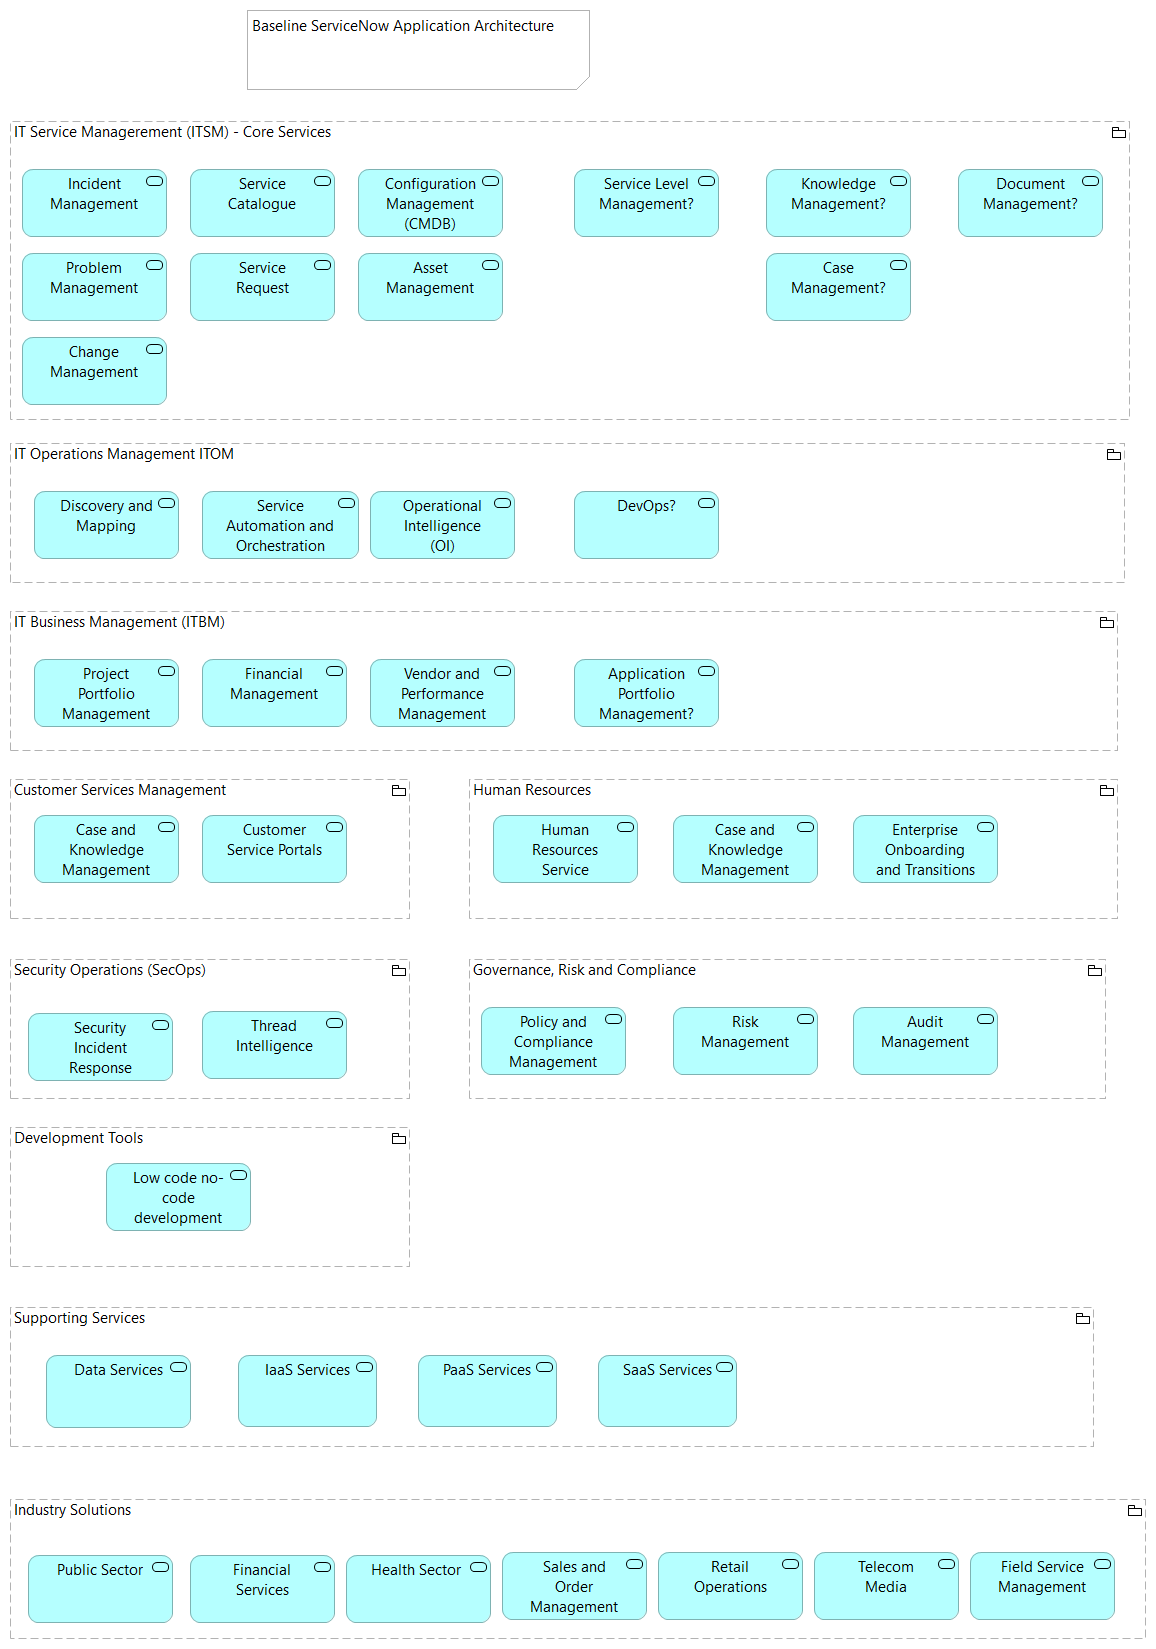 Baseline ServiceNow Application Architecture
IT Service Managerement (ITSM) - Core Services
Incident
Management
Service
Catalogue
Configuration
Management
(CMDB)
Service Level
Management?
Knowledge
Management?
Document
Management?
Problem
Management
Service
Request
Asset
Management
Case
Management?
Change
Management
IT Operations Management ITOM
Discovery and
Mapping
Service
Automation and
Orchestration
Operational
Intelligence
(OI)
DevOps?
IT Business Management (ITBM)
Project
Portfolio
Management
Financial
Management
Vendor and
Performance
Management
Application
Portfolio
Management?
Customer Services Management
Case and
Knowledge
Management
Customer
Service Portals
Human Resources
Human
Resources
Service
Case and
Knowledge
Management
Enterprise
Onboarding
and Transitions
Security Operations (SecOps)
Security
Incident
Response
Thread
Intelligence
Governance, Risk and Compliance
Policy and
Compliance
Management
Risk
Management
Audit
Management
Development Tools
Low code no-
code
development
Supporting Services
Data Services
IaaS Services
PaaS Services
SaaS Services
Industry Solutions
Public Sector
Financial
Services
Health Sector
Sales and
Order
Management
Retail
Operations
Telecom
Media
Field Service
Management